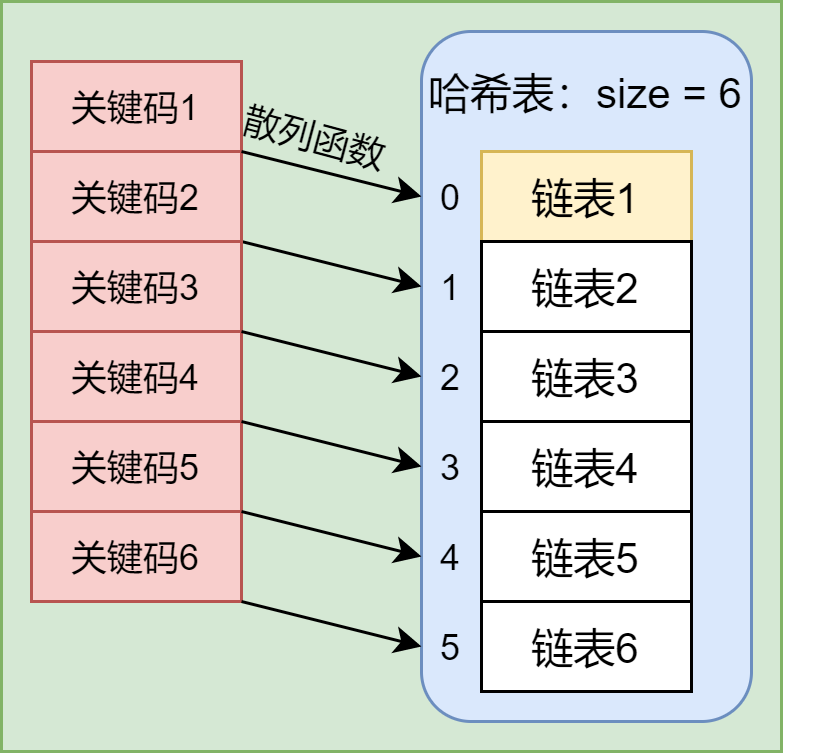 关键码1
关键码2
关键码3
关键码4
关键码5
关键码6
散列函数
哈希表：size = 6
0 链表1
1 链表2
2 链表3
3 链表4
4 链表5
5 链表6